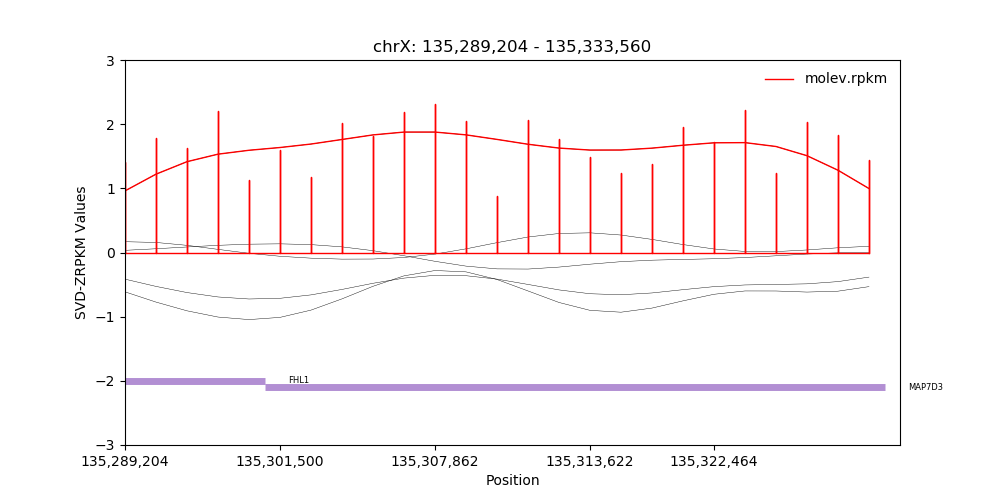 chrX: 135,289,204 - 135,333,560
molev.rpkm
3
2
1
0
−1
−2
−3
SVD-ZRPKM Values
FHL1
MAP7D3
135,289,204 135,301,500 135,307,862 135,313,622 135,322,464
Position